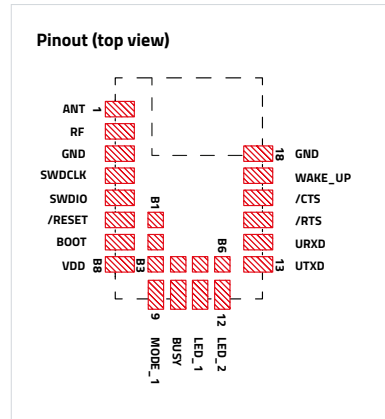 Pinout (top view)
ANT 1
RF
GND 18 GND
SWDCLK WAKE_UP
SWDIO /CTS
/RESET B1 /RTS
BOOT URXD
VDD B8 B3 B6 13 UTXD
9 12
MODE_1 BUSY LED_1 LED_2